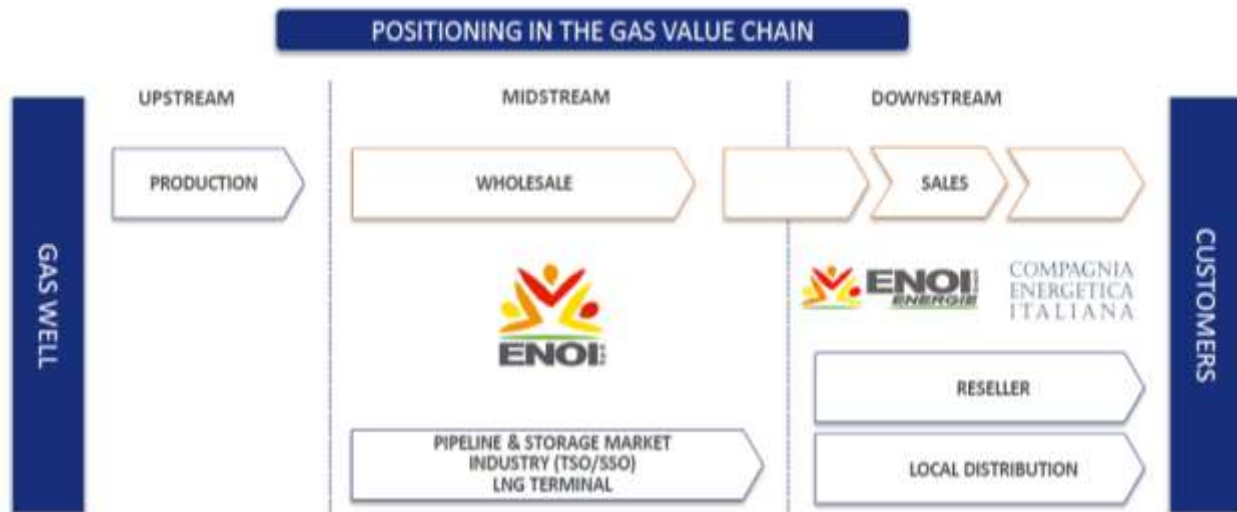 POSITIONING IN THE GAS VALUE CHAIN
UPSTREAM
MIDSTREAM
DOWNSTREAM
GAS WELL
PRODUCTION
WHOLESALE
SALES
CUSTOMERS
ENOI
ENOI
ENERGIE
COMPAGNIA
ENERGETICA
ITALIANA
RESELLER
PIPELINE & STORAGE MARKET
INDUSTRY (TSO/SSO)
LNG TERMINAL
LOCAL DISTRIBUTION